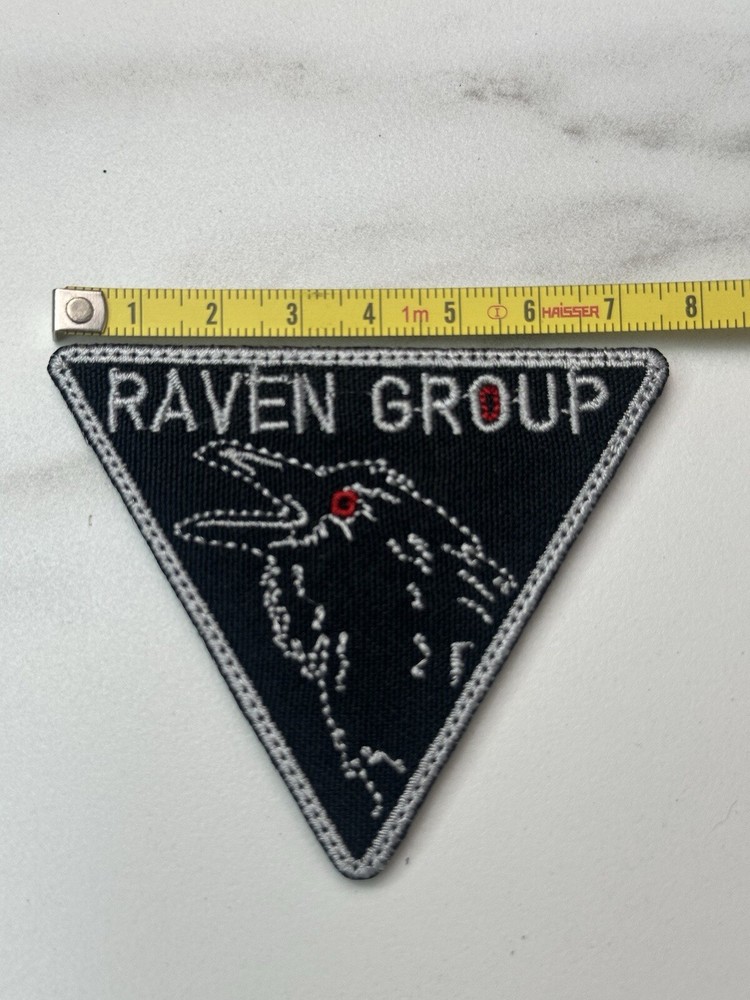 1 2 3 4 1m 5 I 6 HAISSER 7 8
RAVEN GROUP